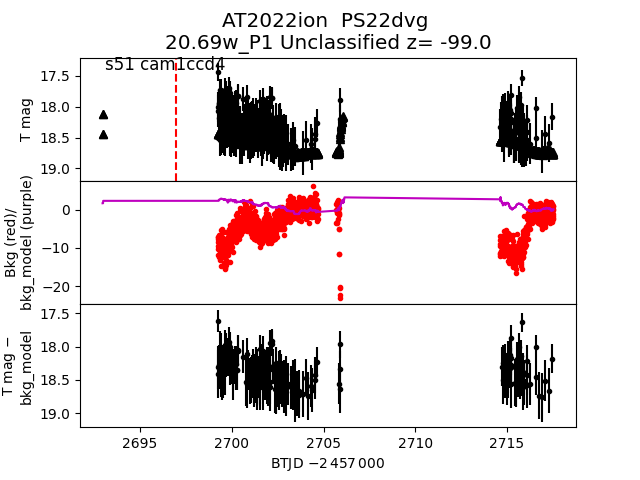 AT2022ion PS22dvg
20.69w_P1 Unclassified z= -99.0
s51 cam1ccd4
17.5
18.0
18.5
19.0
T mag
0
−10
−20
Bkg (red)/
bkg_model (purple)
17.5
18.0
18.5
19.0
T mag −
bkg_model
2695 2700 2705 2710 2715
BTJD −2 457 000